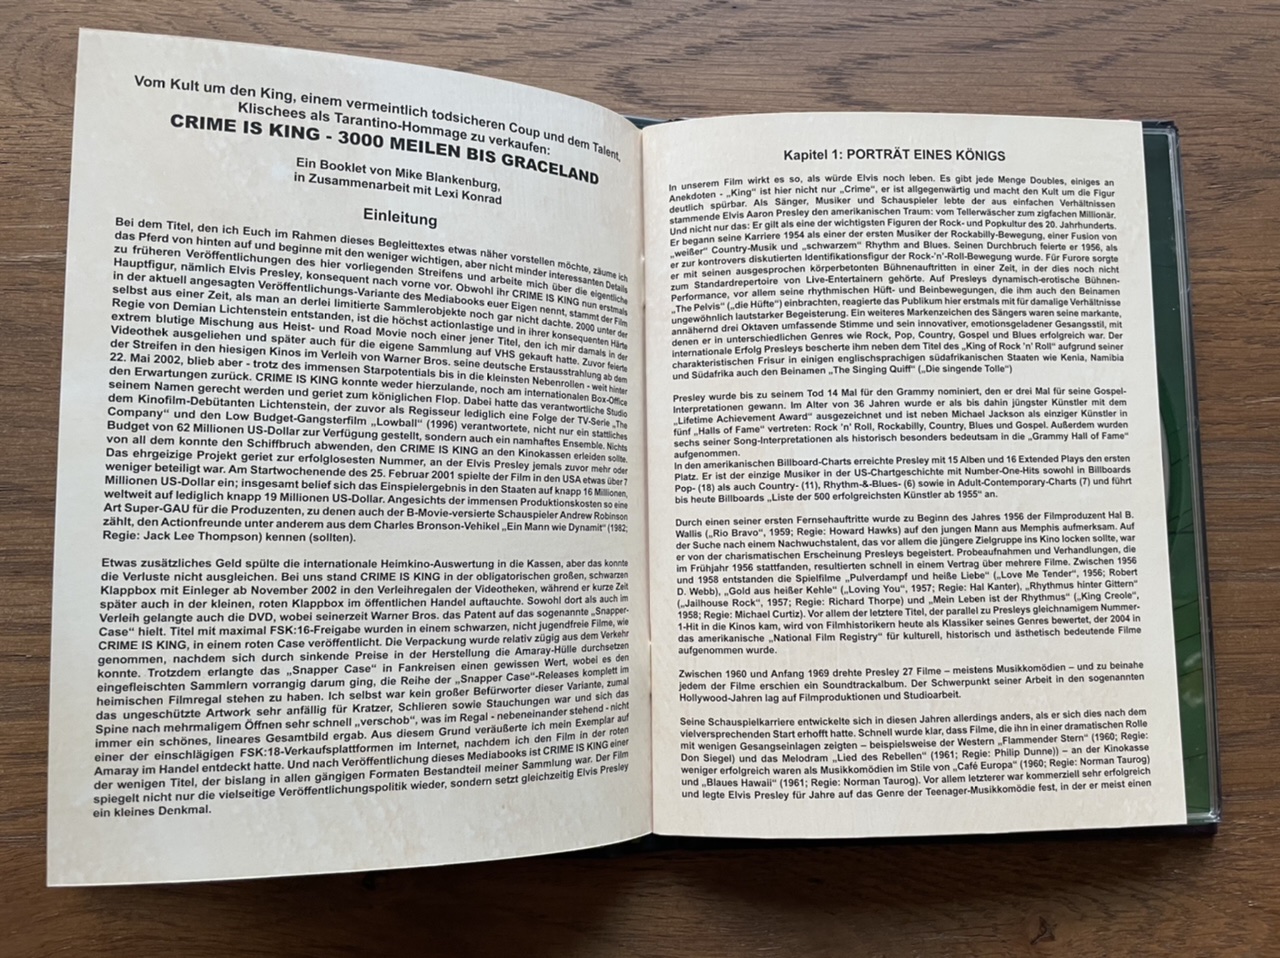 Vom Kult um den King, einem vermeintlich todsicheren Coup und dem Talent,
Klischees als Tarantino-Hommage zu verkaufen:
CRIME IS KING - 3000 MEILEN BIS GRACELAND
Ein Booklet von Mike Blankenburg,
in Zusammenarbeit mit Lexi Konrad
Einleitung
Bei dem Titel, den ich Euch im Rahmen dieses Begleittextes etwas näher vorstellen möchte, zäume ich
das Pferd von hinten auf und beginne mit den weniger wichtigen, aber nicht minder interessanten Details
zu früheren Veröffentlichungen des hier vorliegenden Streifens und arbeite mich über die eigentliche
Hauptfigur, nämlich Elvis Presley, konsequent nach vorne vor. Obwohl ihr CRIME IS KING nun erstmals
in der aktuell angesagten Veröffentlichungs-Variante des Mediabooks euer Eigen nennt, stammt der Film
selbst aus einer Zeit, als man an derlei limitierte Sammlerobjekte noch gar nicht dachte. 2000 unter der
Regie von Demian Lichtenstein entstanden, ist die höchst actionlastige und in ihrer konsequenten Härte
extrem blutige Mischung aus Heist- und Road Movie noch einer jener Titel, den ich mir damals in der
Videothek ausgeliehen und später auch für die eigene Sammlung auf VHS gekauft hatte. Zuvor feierte
der Streifen in den hiesigen Kinos im Verleih von Warner Bros. seine deutsche Erstausstrahlung ab dem
22. Mai 2002, blieb aber - trotz des immensen Starpotentials bis in die kleinsten Nebenrollen - weit hinter
den Erwartungen zurück. CRIME IS KING konnte weder hierzulande, noch am internationalen Box-Office
seinem Namen gerecht werden und geriet zum königlichen Flop. Dabei hatte das verantwortliche Studio
dem Kinofilm-Debütanten Lichtenstein, der zuvor als Regisseur lediglich eine Folge der TV-Serie „The
Company“ und den Low Budget-Gangsterfilm „Lowball“ (1996) verantwortete, nicht nur ein stattliches
Budget von 62 Millionen US-Dollar zur Verfügung gestellt, sondern auch ein namhaftes Ensemble. Nichts
von all dem konnte den Schiffbruch abwenden, den CRIME IS KING an den Kinokassen erleiden sollte.
Das ehrgeizige Projekt geriet zur erfolglosesten Nummer, an der Elvis Presley jemals zuvor mehr oder
weniger beteiligt war. Am Startwochenende des 25. Februar 2001 spielte der Film in den USA etwas über 7
Millionen US-Dollar ein; insgesamt belief sich das Einspielergebnis in den Staaten auf knapp 16 Millionen,
weltweit auf lediglich knapp 19 Millionen US-Dollar. Angesichts der immensen Produktionskosten so eine
Art Super-GAU für die Produzenten, zu denen auch der B-Movie-versierte Schauspieler Andrew Robinson
zählt, den Actionfreunde unter anderem aus dem Charles Bronson-Vehikel „Ein Mann wie Dynamit“ (1982;
Regie: Jack Lee Thompson) kennen (sollten).
Etwas zusätzliches Geld spülte die internationale Heimkino-Auswertung in die Kassen, aber das konnte
die Verluste nicht ausgleichen. Bei uns stand CRIME IS KING in der obligatorischen großen, schwarzen
Klappbox mit Einleger ab November 2002 in den Verleihregalen der Videotheken, während er kurze Zeit
später auch in der kleinen, roten Klappbox im öffentlichen Handel auftauchte. Sowohl dort als auch im
Verleih gelangte auch die DVD, wobei seinerzeit Warner Bros. das Patent auf das sogenannte „Snapper-
Case“ hielt. Titel mit maximal FSK:16-Freigabe wurden in einem schwarzen, nicht jugendfreie Filme, wie
CRIME IS KING, in einem roten Case veröffentlicht. Die Verpackung wurde relativ zügig aus dem Verkehr
genommen, nachdem sich durch sinkende Preise in der Herstellung die Amaray-Hülle durchsetzen
konnte. Trotzdem erlangte das „Snapper Case“ in Fankreisen einen gewissen Wert, wobei es den
eingefleischten Sammlern vorrangig darum ging, die Reihe der „Snapper Case“-Releases komplett im
heimischen Filmregal stehen zu haben. Ich selbst war kein großer Befürworter dieser Variante, zumal
das ungeschützte Artwork sehr anfällig für Kratzer, Schlieren sowie Stauchungen war und sich das
Spine nach mehrmaligem Öffnen sehr schnell „verschob“, was im Regal - nebeneinander stehend - nicht
immer ein schönes, lineares Gesamtbild ergab. Aus diesem Grund veräußerte ich mein Exemplar auf
einer der einschlägigen FSK:18-Verkaufsplattformen im Internet, nachdem ich den Film in der roten
Amaray im Handel entdeckt hatte. Und nach Veröffentlichung dieses Mediabooks ist CRIME IS KING einer
der wenigen Titel, der bislang in allen gängigen Formaten Bestandteil meiner Sammlung war. Der Film
spiegelt nicht nur die vielseitige Veröffentlichungspolitik wieder, sondern setzt gleichzeitig Elvis Presley
ein kleines Denkmal.
Kapitel 1: PORTRÄT EINES KÖNIGS
In unserem Film wirkt es so, als würde Elvis noch leben. Es gibt jede Menge Doubles, einiges an
Anekdoten - „King“ ist hier nicht nur „Crime“, er ist allgegenwärtig und macht den Kult um die Figur
deutlich spürbar. Als Sänger, Musiker und Schauspieler lebte der aus einfachen Verhältnissen
stammende Elvis Aaron Presley den amerikanischen Traum: vom Tellerwäscher zum zigfachen Millionär.
Und nicht nur das: Er gilt als eine der wichtigsten Figuren der Rock- und Popkultur des 20. Jahrhunderts.
Er begann seine Karriere 1954 als einer der ersten Musiker der Rockabilly-Bewegung, einer Fusion von
„weißer“ Country-Musik und „schwarzem“ Rhythm and Blues. Seinen Durchbruch feierte er 1956, als
er zur kontrovers diskutierten Identifikationsfigur der Rock-'n'-Roll-Bewegung wurde. Für Furore sorgte
er mit seinen ausgesprochen körperbetonten Bühnenauftritten in einer Zeit, in der dies noch nicht
zum Standardrepertoire von Live-Entertainern gehörte. Auf Presleys dynamisch-erotische Bühnen-
Performance, vor allem seine rhythmischen Hüft- und Beinbewegungen, die ihm auch den Beinamen
„The Pelvis“ („die Hüfte“) einbrachten, reagierte das Publikum hier erstmals mit für damalige Verhältnisse
ungewöhnlich lautstarker Begeisterung. Ein weiteres Markenzeichen des Sängers waren seine markante,
annähernd drei Oktaven umfassende Stimme und sein innovativer, emotionsgeladener Gesangsstil, mit
denen er in unterschiedlichen Genres wie Rock, Pop, Country, Gospel und Blues erfolgreich war. Der
internationale Erfolg Presleys bescherte ihm neben dem Titel des „King of Rock 'n' Roll“ aufgrund seiner
charakteristischen Frisur in einigen englischsprachigen südafrikanischen Staaten wie Kenia, Namibia
und Südafrika auch den Beinamen „The Singing Quiff“ („Die singende Tolle“)
Presley wurde bis zu seinem Tod 14 Mal für den Grammy nominiert, den er drei Mal für seine Gospel-
Interpretationen gewann. Im Alter von 36 Jahren wurde er als bis dahin jüngster Künstler mit dem
„Lifetime Achievement Award“ ausgezeichnet und ist neben Michael Jackson als einziger Künstler in
fünf „Halls of Fame“ vertreten: Rock 'n' Roll, Rockabilly, Country, Blues und Gospel. Außerdem wurden
sechs seiner Song-Interpretationen als historisch besonders bedeutsam in die „Grammy Hall of Fame“
aufgenommen.
In den amerikanischen Billboard-Charts erreichte Presley mit 15 Alben und 16 Extended Plays den ersten
Platz. Er ist der einzige Musiker in der US-Chartgeschichte mit Number-One-Hits sowohl in Billboards
Pop- (18) als auch Country- (11), Rhythm-&-Blues- (6) sowie in Adult-Contemporary-Charts (7) und führt
bis heute Billboards „Liste der 500 erfolgreichsten Künstler ab 1955“ an.
Durch einen seiner ersten Fernsehauftritte wurde zu Beginn des Jahres 1956 der Filmproduzent Hal B.
Wallis („Rio Bravo“, 1959; Regie: Howard Hawks) auf den jungen Mann aus Memphis aufmerksam. Auf
der Suche nach einem Nachwuchstalent, das vor allem die jüngere Zielgruppe ins Kino locken sollte, war
er von der charismatischen Erscheinung Presleys begeistert. Probeaufnahmen und Verhandlungen, die
im Frühjahr 1956 stattfanden, resultierten schnell in einem Vertrag über mehrere Filme. Zwischen 1956
und 1958 entstanden die Spielfilme „Pulverdampf und heiße Liebe“ („Love Me Tender“, 1956; Robert
D. Webb), „Gold aus heißer Kehle“ („Loving You“, 1957; Regie: Hal Kanter), „Rhythmus hinter Gittern“
(„Jailhouse Rock“, 1957; Regie: Richard Thorpe) und „Mein Leben ist der Rhythmus“ („King Creole“,
1958; Regie: Michael Curtiz). Vor allem der letztere Titel, der parallel zu Presleys gleichnamigem Nummer-
1-Hit in die Kinos kam, wird von Filmhistorikern heute als Klassiker seines Genres bewertet, der 2004 in
das amerikanische „National Film Registry“ für kulturell, historisch und ästhetisch bedeutende Filme
aufgenommen wurde.
Zwischen 1960 und Anfang 1969 drehte Presley 27 Filme – meistens Musikkomödien – und zu beinahe
jedem der Filme erschien ein Soundtrackalbum. Der Schwerpunkt seiner Arbeit in den sogenannten
Hollywood-Jahren lag auf Filmproduktionen und Studioarbeit.
Seine Schauspielkarriere entwickelte sich in diesen Jahren allerdings anders, als er sich dies nach dem
vielversprechenden Start erhofft hatte. Schnell wurde klar, dass Filme, die ihn in einer dramatischen Rolle
mit wenigen Gesangseinlagen zeigten – beispielsweise der Western „Flammender Stern“ (1960; Regie:
Don Siegel) und das Melodram „Lied des Rebellen“ (1961; Regie: Philip Dunne)) – an der Kinokasse
weniger erfolgreich waren als Musikkomödien im Stile von „Café Europa“ (1960; Regie: Norman Taurog)
und „Blaues Hawaii“ (1961; Regie: Norman Taurog). Vor allem letzterer war kommerziell sehr erfolgreich
und legte Elvis Presley für Jahre auf das Genre der Teenager-Musikkomödie fest, in der er meist einen